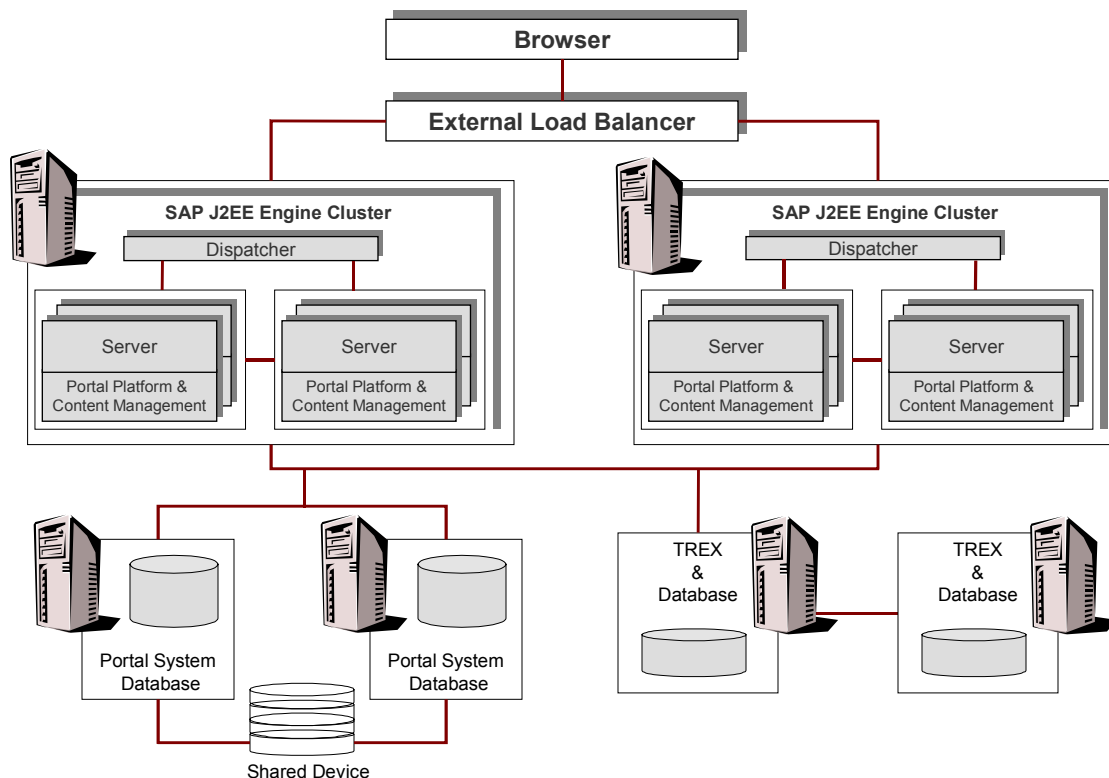 Browser
External Load Balancer
SAP J2EE Engine Cluster
Dispatcher
Server
Portal Platform &
Content Management
Server
Portal Platform &
Content Management
SAP J2EE Engine Cluster
Dispatcher
Server
Portal Platform &
Content Management
Server
Portal Platform &
Content Management
Portal System
Database
Portal System
Database
Shared Device
TREX
&
Database
TREX
&
Database